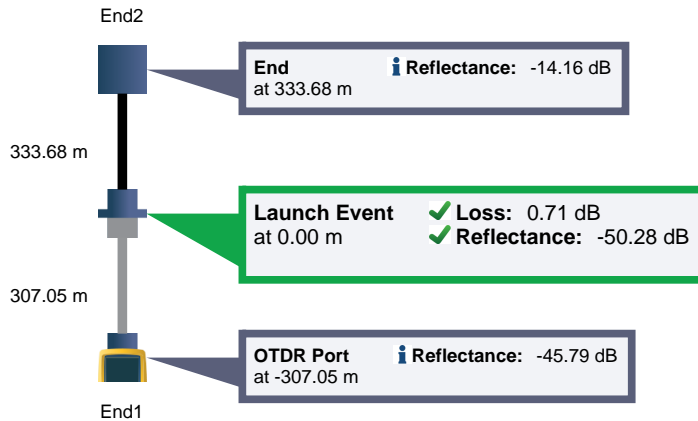 End2
End
Reflectance: -14.16 dB
at 333.68 m
333.68 m
Launch Event
Loss: 0.71 dB
at 0.00 m
Reflectance: -50.28 dB
307.05 m
OTDR Port
Reflectance: -45.79 dB
at -307.05 m
End1